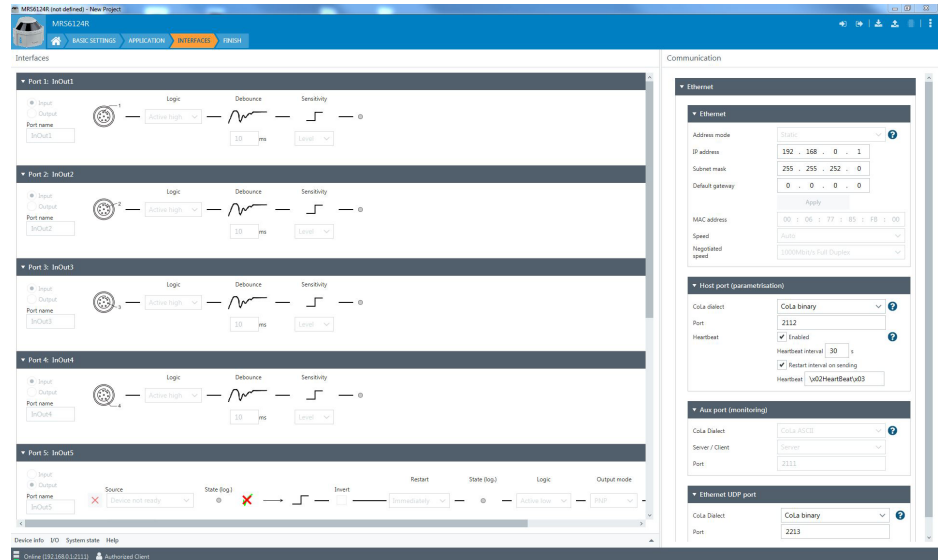 MRS6124R (not defined) - New Project
MRS6124R
BASIC SETTINGS APPLICATION INTERFACES FINISH
Interfaces
Port 1: InOut1
Input
Output
Port name
InOut1
1
Logic
Active high
Debounce
10 ms
Sensitivity
Level
Port 2: InOut2
Input
Output
Port name
InOut2
2
Logic
Active high
Debounce
10 ms
Sensitivity
Level
Port 3: InOut3
Input
Output
Port name
InOut3
3
Logic
Active high
Debounce
10 ms
Sensitivity
Level
Port 4: InOut4
Input
Output
Port name
InOut4
4
Logic
Active high
Debounce
10 ms
Sensitivity
Level
Port 5: InOut5
Input
Output
Port name
InOut5
Source
Device not ready
State (log.)
Invert
Restart
Immediately
State (log.)
Logic
Active low
Output mode
PNP
Communication
Ethernet
Ethernet
Address mode Static
IP address 192 . 168 . 0 . 1
Subnet mask 255 . 255 . 252 . 0
Default gateway 0 . 0 . 0 . 0
Apply
MAC address 00 : 06 : 77 : 85 : F8 : 00
Speed Auto
Negotiated
speed
1000Mbit/s Full Duplex
Host port (parametrisation)
CoLa dialect CoLa binary
Port 2112
Heartbeat Enabled
Heartbeat interval 30 s
Restart interval on sending
Heartbeat \x02HeartBeat\x03
Aux port (monitoring)
CoLa Dialect CoLa ASCII
Server / Client Server
Port 2111
Ethernet UDP port
CoLa Dialect CoLa binary
Port 2213
Device info I/O System state Help
Online (192.168.0.1:2111) Authorized Client